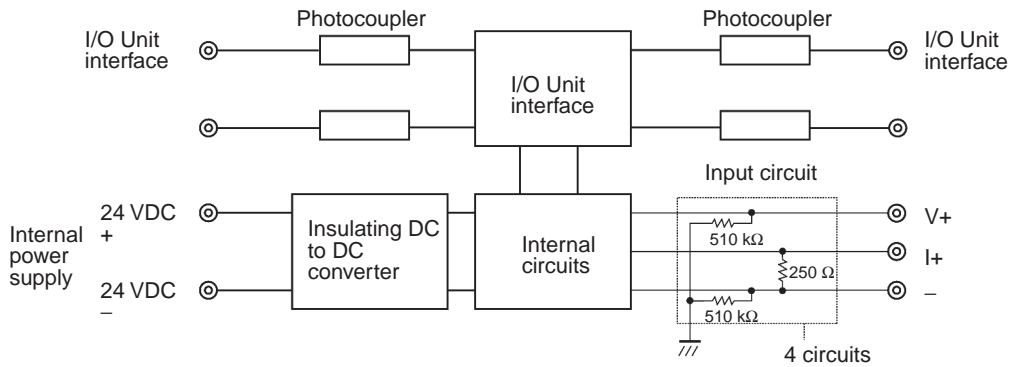 Photocoupler
Photocoupler
I/O Unit
interface
I/O Unit
interface
I/O Unit
interface
Input circuit
24 VDC
+
Internal
power
supply
24 VDC
–
Insulating DC
to DC
converter
Internal
circuits
510 kΩ
250 Ω
510 kΩ
V+
I+
–
4 circuits